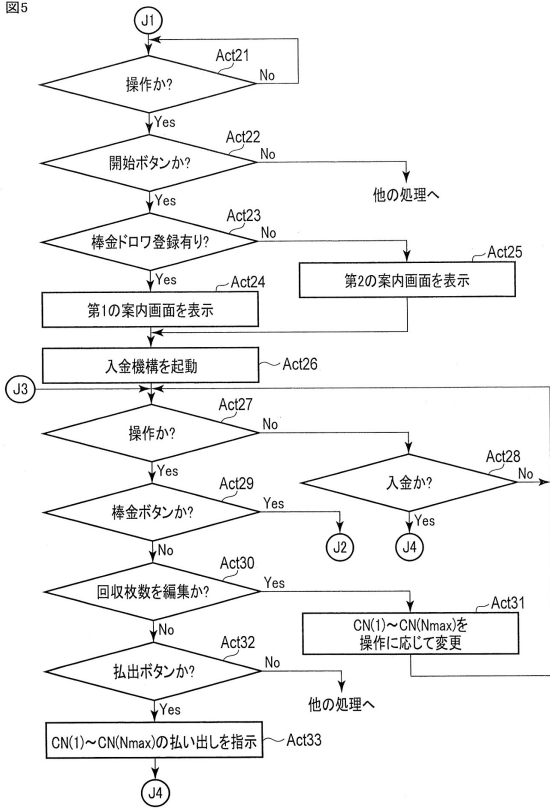 図5
J1
Act21
操作か?
No
Yes
Act22
開始ボタンか?
No
他の処理へ
Yes
Act23
棒金ドロワ登録有り?
No
Yes
Act24
第1の案内画面を表示
Act25
第2の案内画面を表示
入金機構を起動
Act26
J3
Act27
操作か?
No
Yes
Act28
入金か?
No
Yes
J4
Act29
棒金ボタンか?
Yes
J2
No
Act30
回収枚数を編集か?
Yes
No
Act31
CN(1)～CN(Nmax)を
操作に応じて変更
Act32
払出ボタンか?
No
他の処理へ
Yes
CN(1)～CN(Nmax)の払い出しを指示
Act33
J4